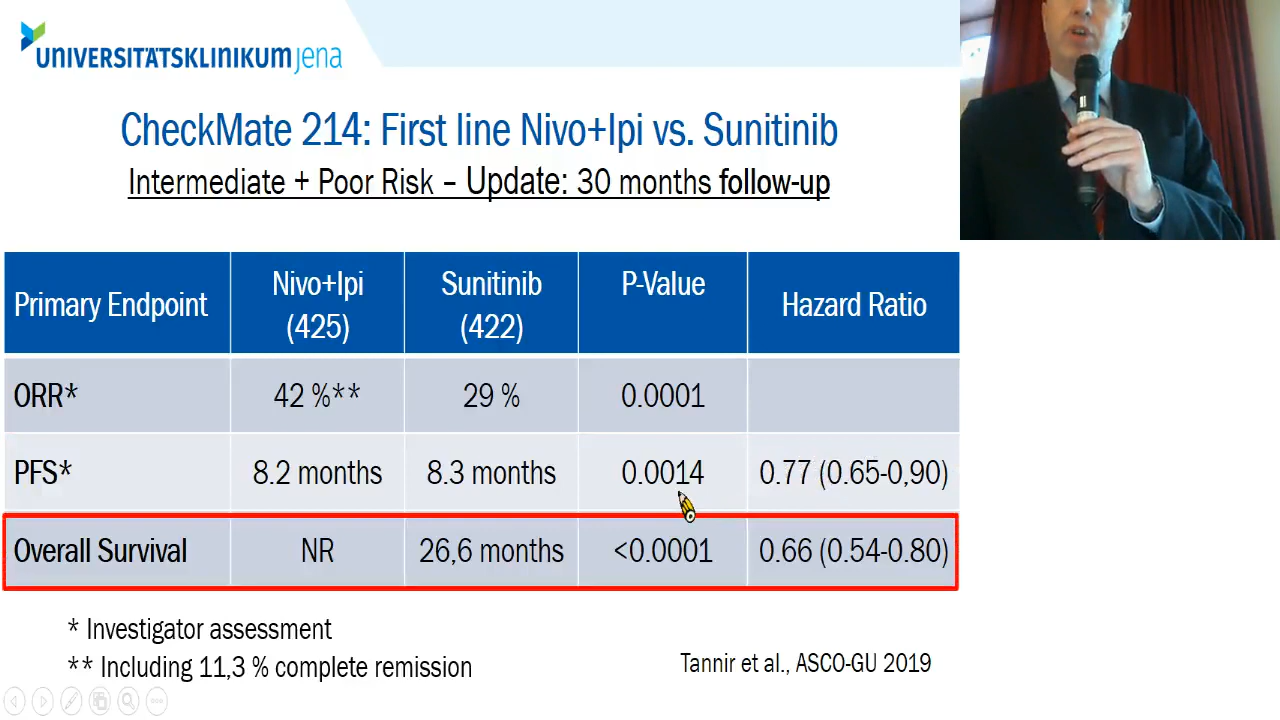 UNIVERSITÄTSKLINIKUMjena
CheckMate 214: First line Nivo+Ipi vs. Sunitinib
Intermediate + Poor Risk – Update: 30 months follow-up
Primary Endpoint Nivo+Ipi (425) Sunitinib (422) P-Value Hazard Ratio
ORR* 42 %** 29 % 0.0001
PFS* 8.2 months 8.3 months 0.0014 0.77 (0.65-0,90)
Overall Survival NR 26,6 months <0.0001 0.66 (0.54-0.80)
* Investigator assessment
** Including 11,3 % complete remission
Tannir et al., ASCO-GU 2019